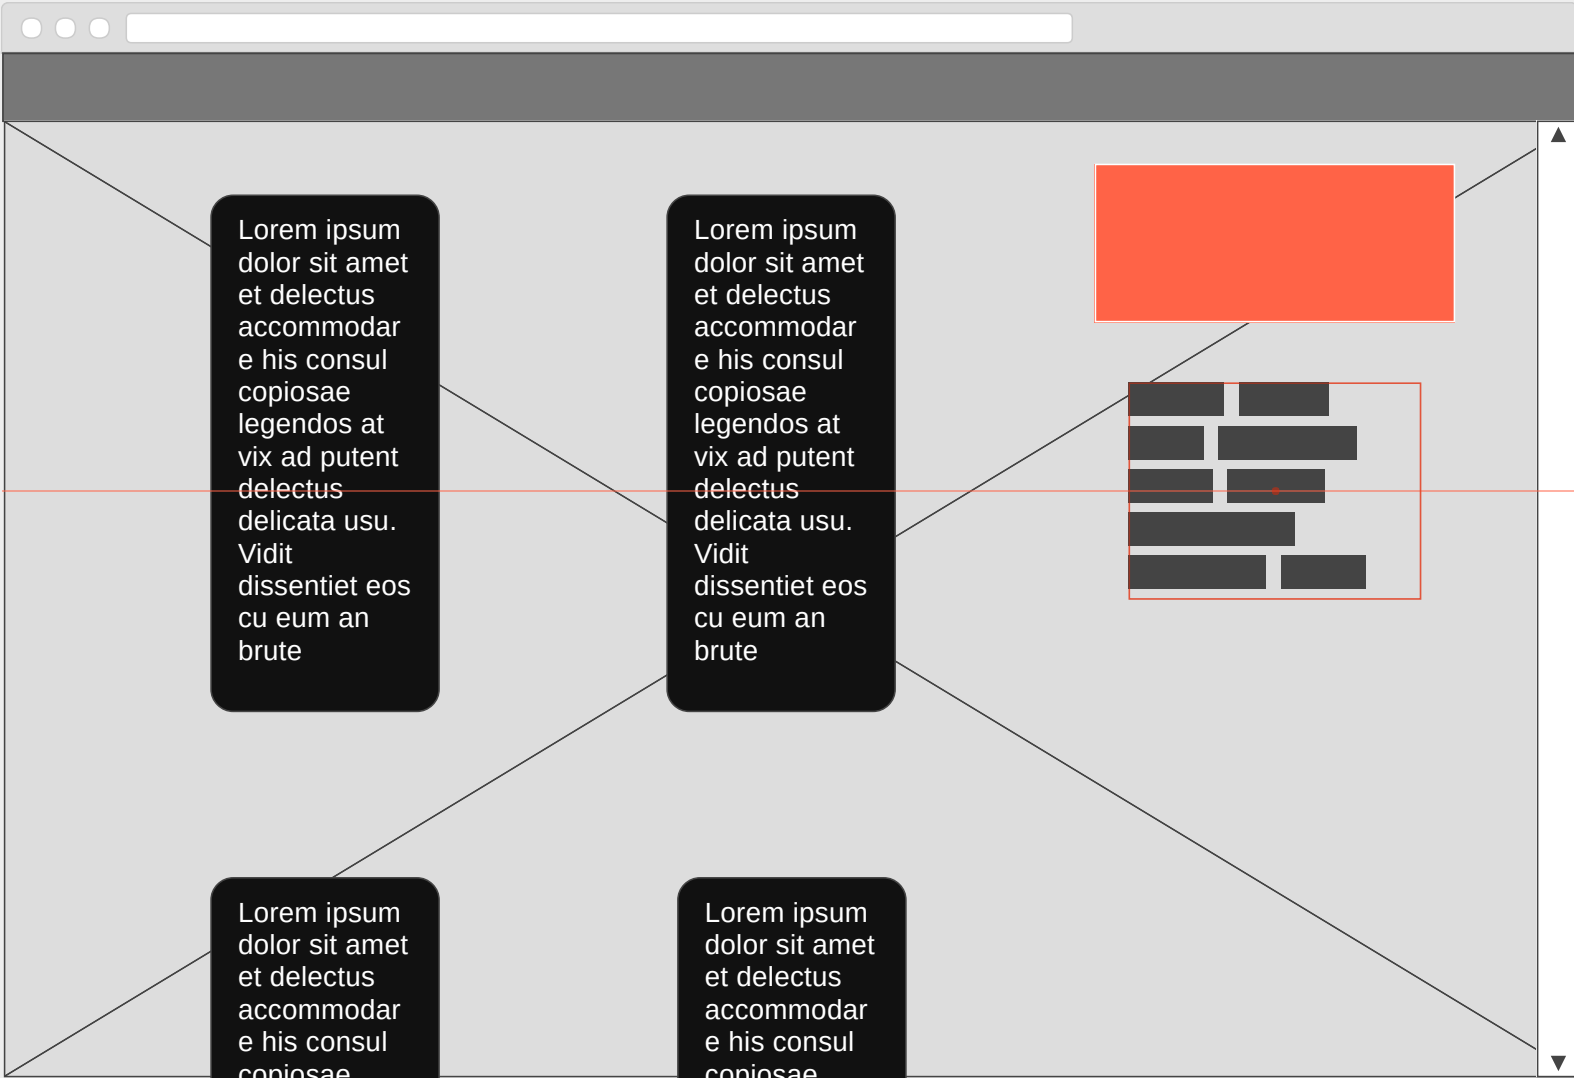 Lorem ipsum
dolor sit amet
et delectus
accommodar
e his consul
copiosae
legendos at
vix ad putent
delectus
delicata usu.
Vidit
dissentiet eos
cu eum an
brute
Lorem ipsum
dolor sit amet
et delectus
accommodar
e his consul
copiosae
legendos at
vix ad putent
delectus
delicata usu.
Vidit
dissentiet eos
cu eum an
brute
Lorem ipsum
dolor sit amet
et delectus
accommodar
e his consul
copiosae
Lorem ipsum
dolor sit amet
et delectus
accommodar
e his consul
copiosae